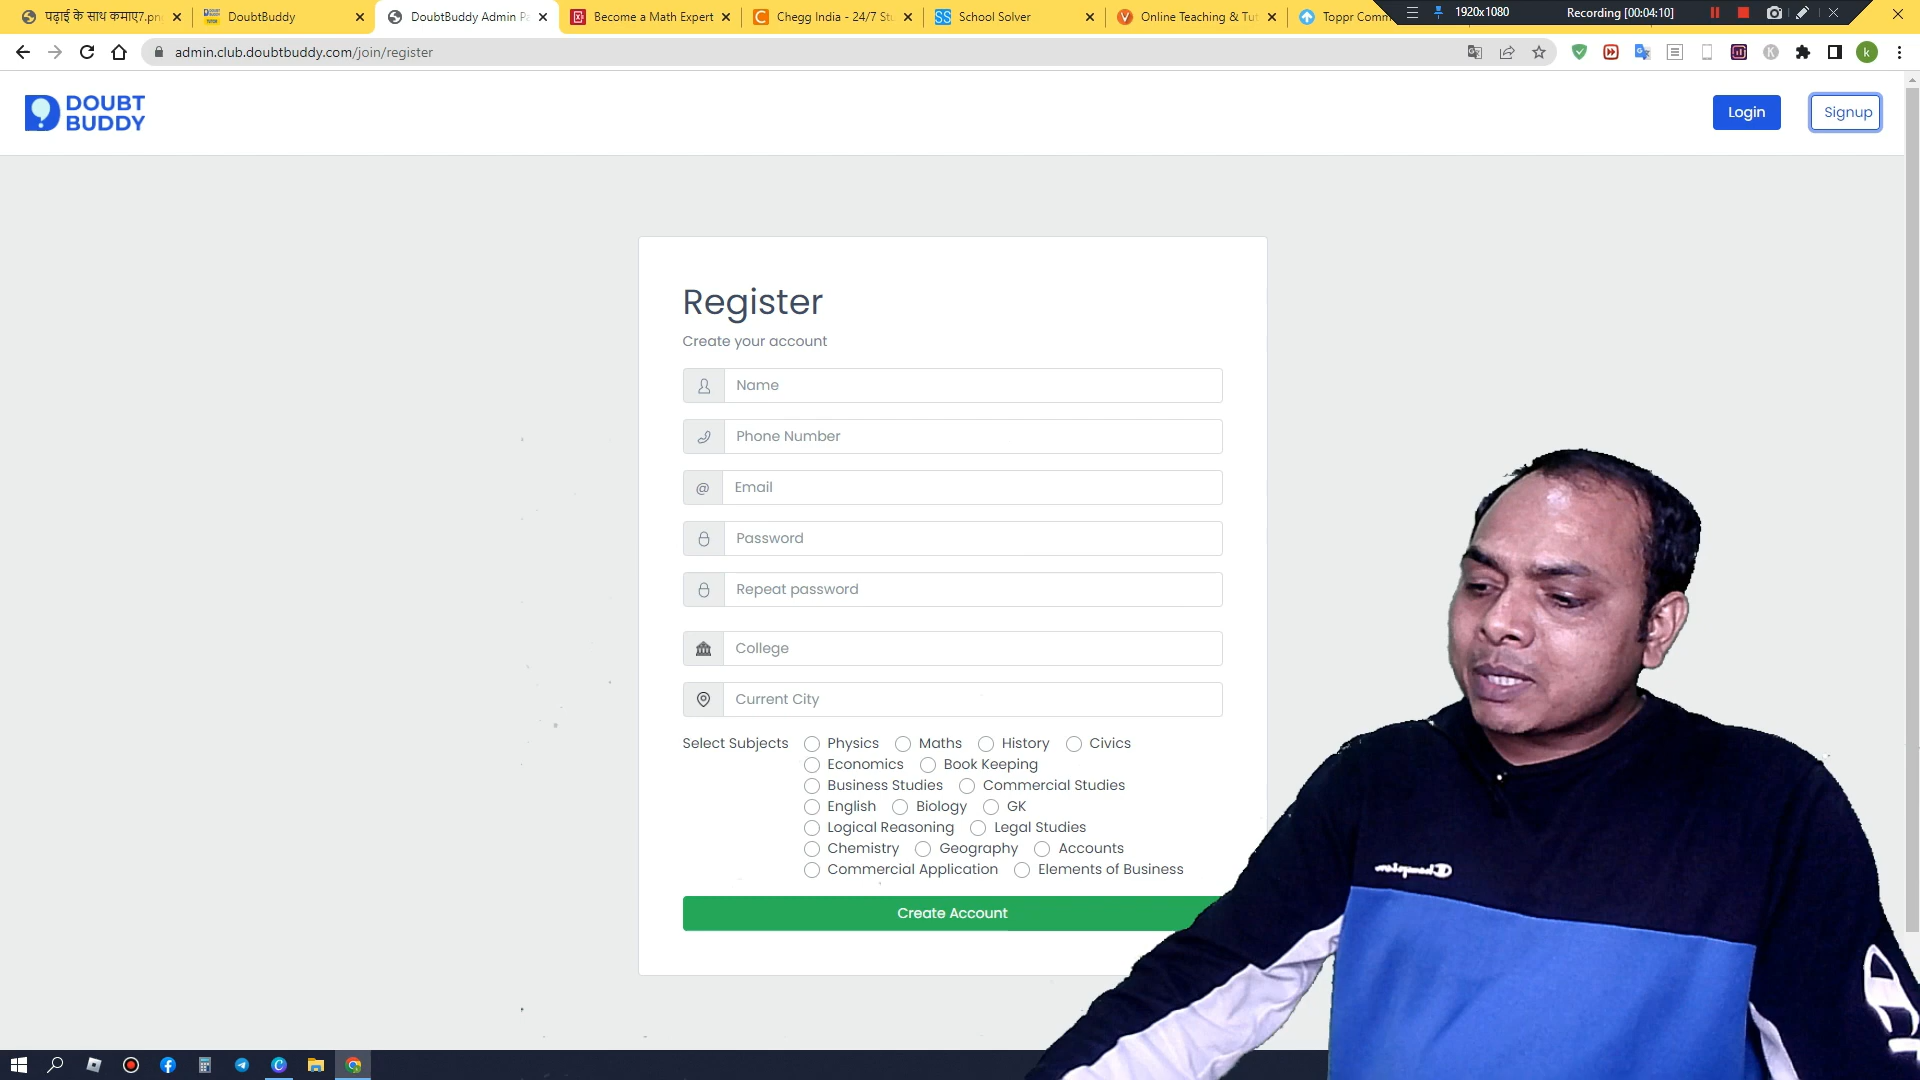 पढ़ाई के साथ कमाए7.pn
DoubtBuddy
DoubtBuddy Admin Pa
Become a Math Expert
Chegg India - 24/7 Stu
School Solver
Online Teaching & Tut
Toppr Comm
1920x1080
Recording [00:04:10]
admin.club.doubtbuddy.com/join/register
DOUBT
BUDDY
Login
Signup
Register
Create your account
Name
Phone Number
@ Email
Password
Repeat password
College
Current City
Select Subjects Physics Maths History Civics
Economics Book Keeping
Business Studies Commercial Studies
English Biology GK
Logical Reasoning Legal Studies
Chemistry Geography Accounts
Commercial Application Elements of Business
Create Account
Champion